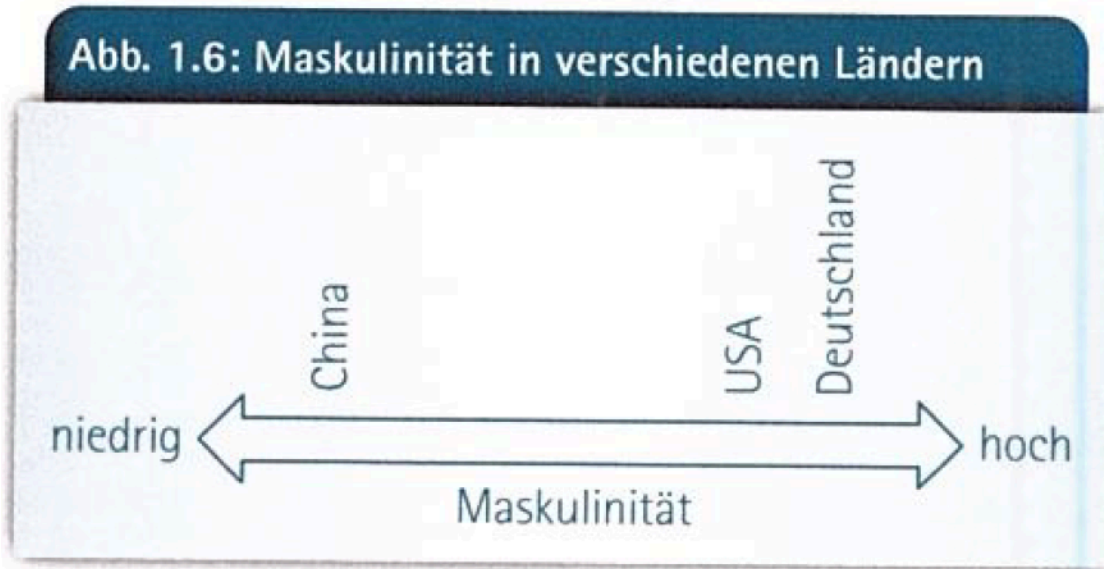 Abb. 1.6: Maskulinität in verschiedenen Ländern
China
USA
Deutschland
niedrig
hoch
Maskulinität